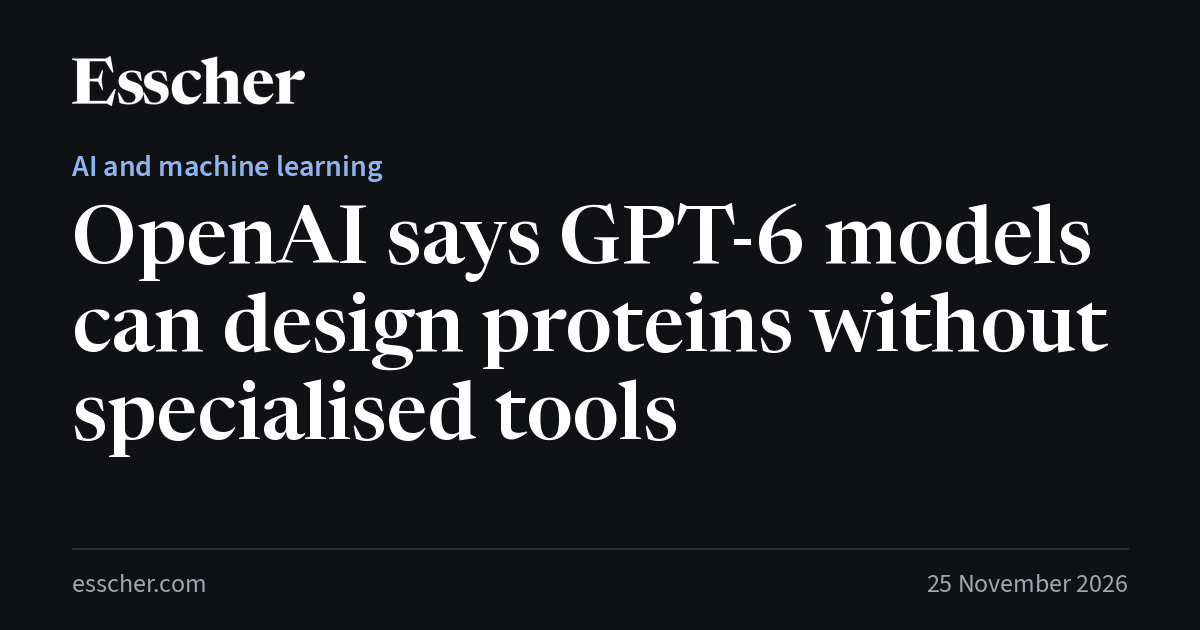 Esscher
AI and machine learning
OpenAI says GPT-6 models
can design proteins without
specialised tools
esscher.com
25 November 2026